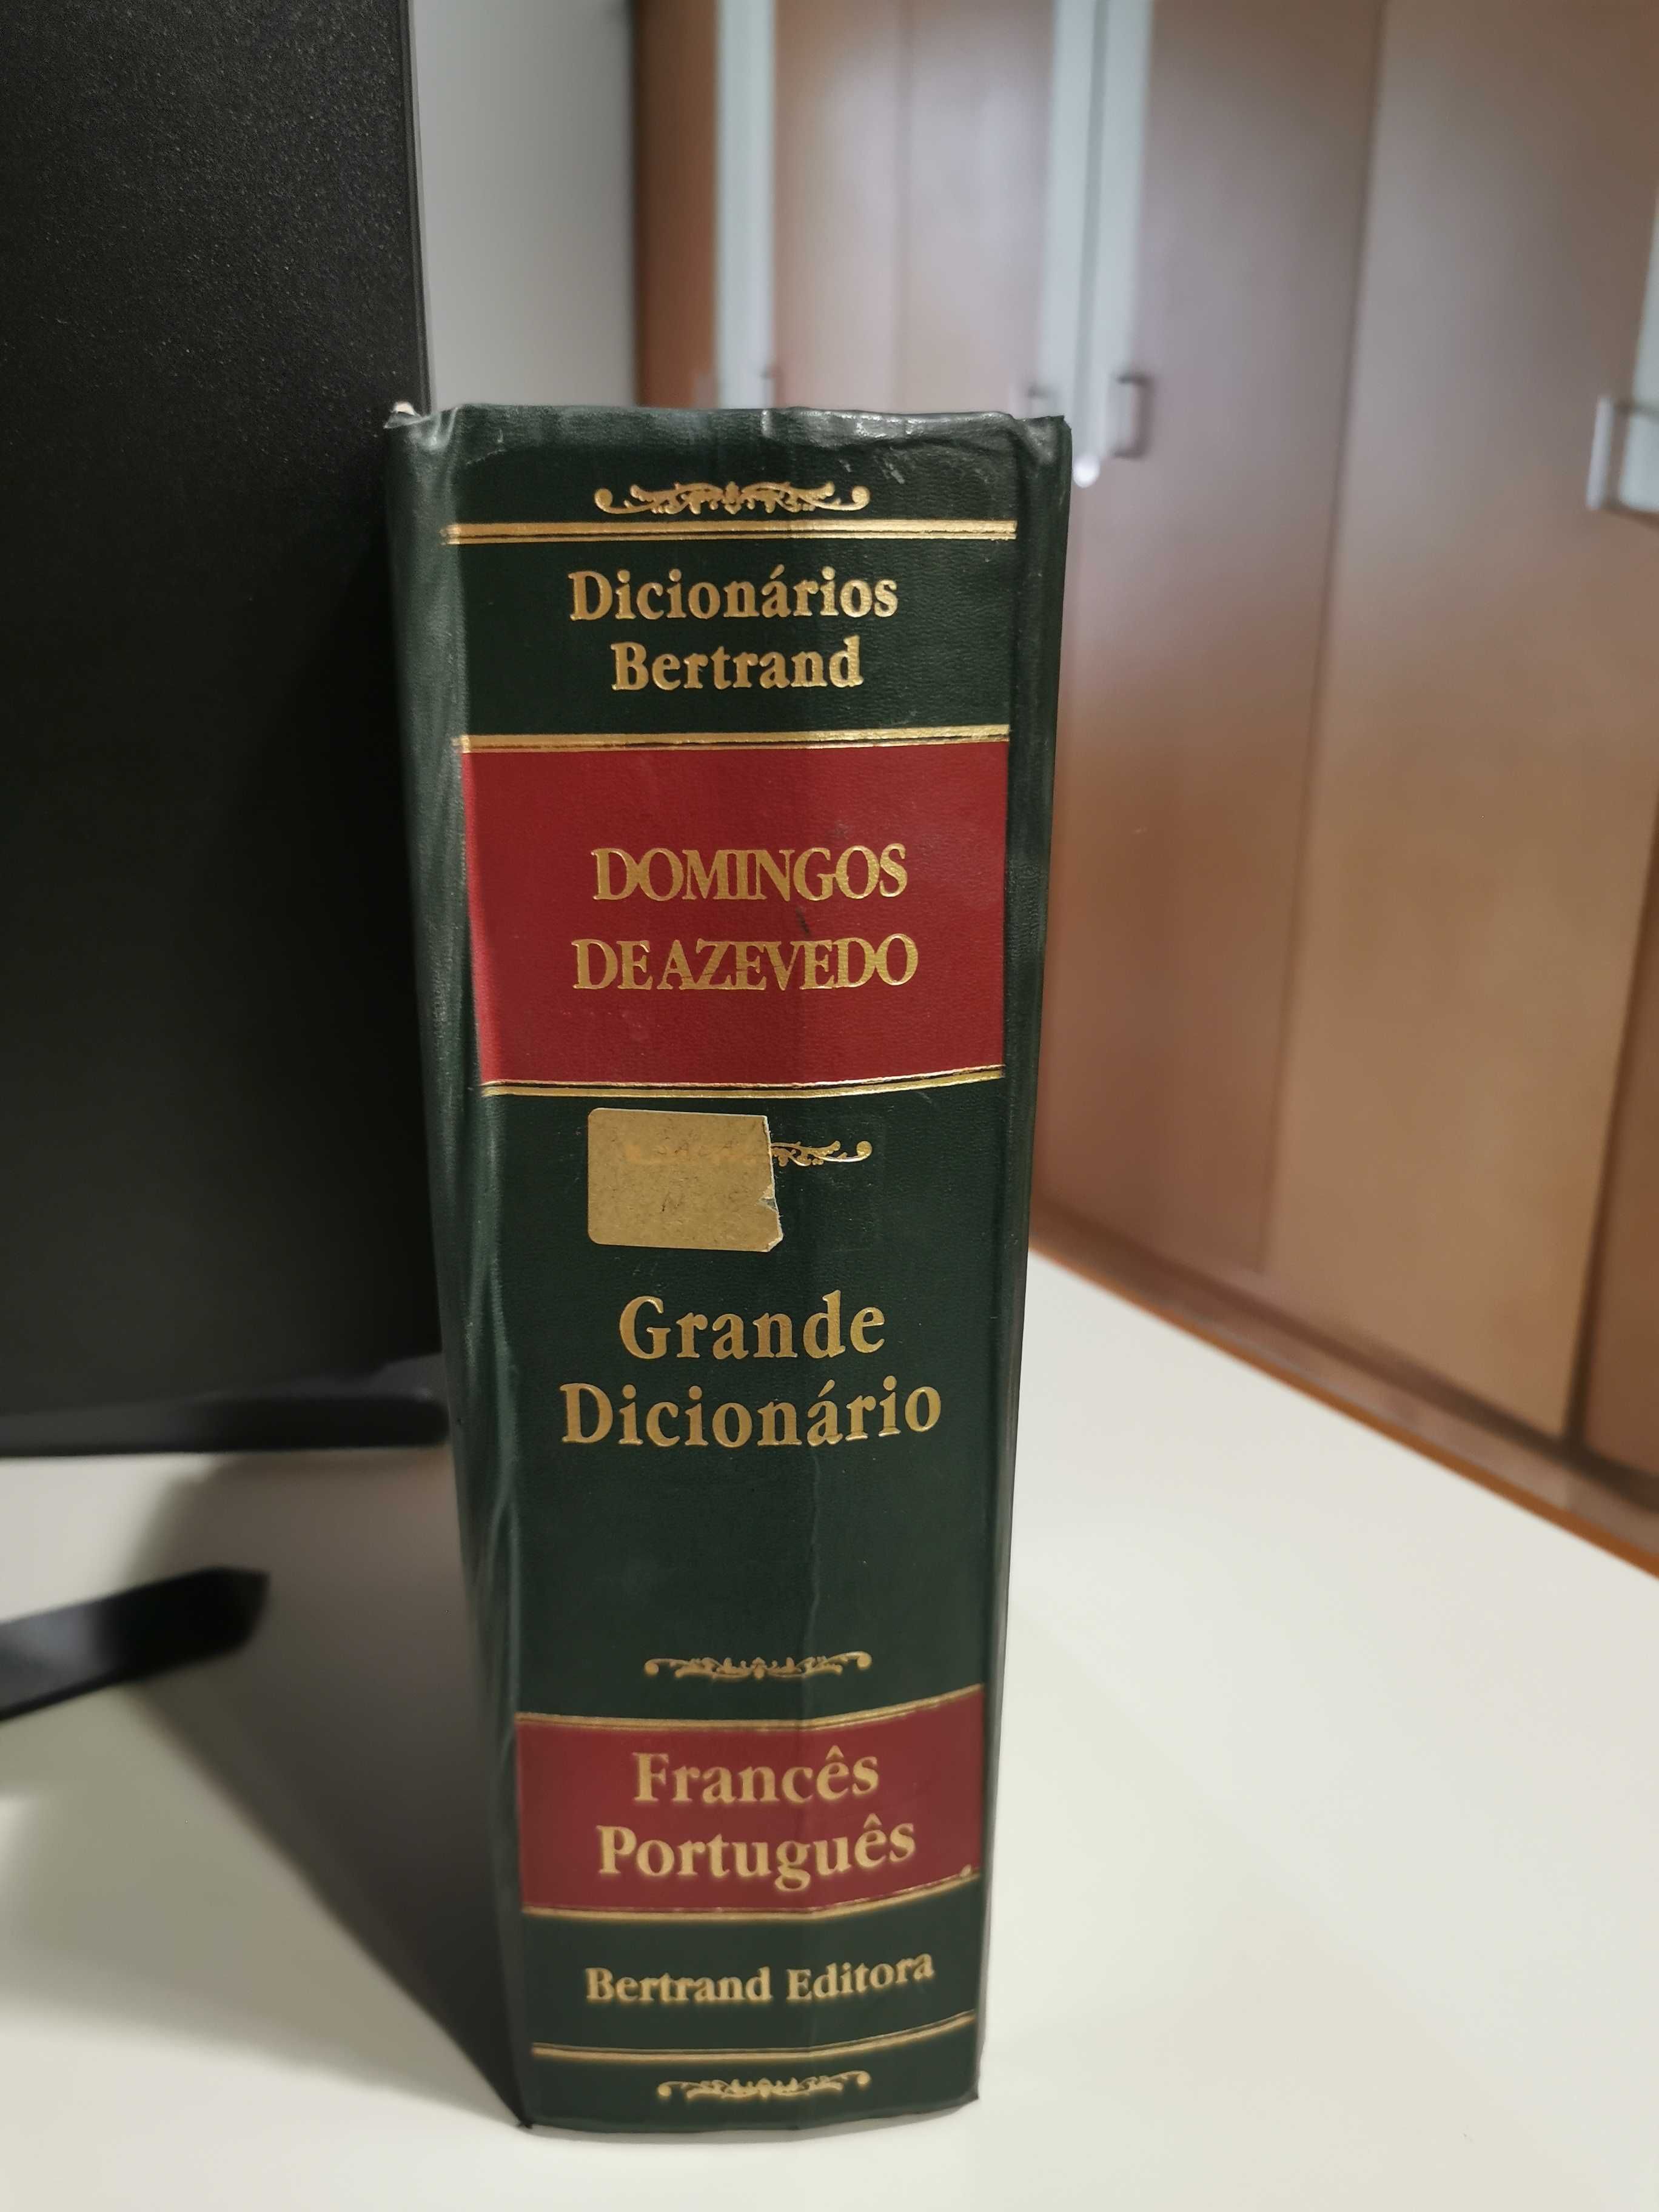 Dicionários
Bertrand
DOMINGOS
DE AZEVEDO
Grande
Dicionário
Francês
Português
Bertrand Editora